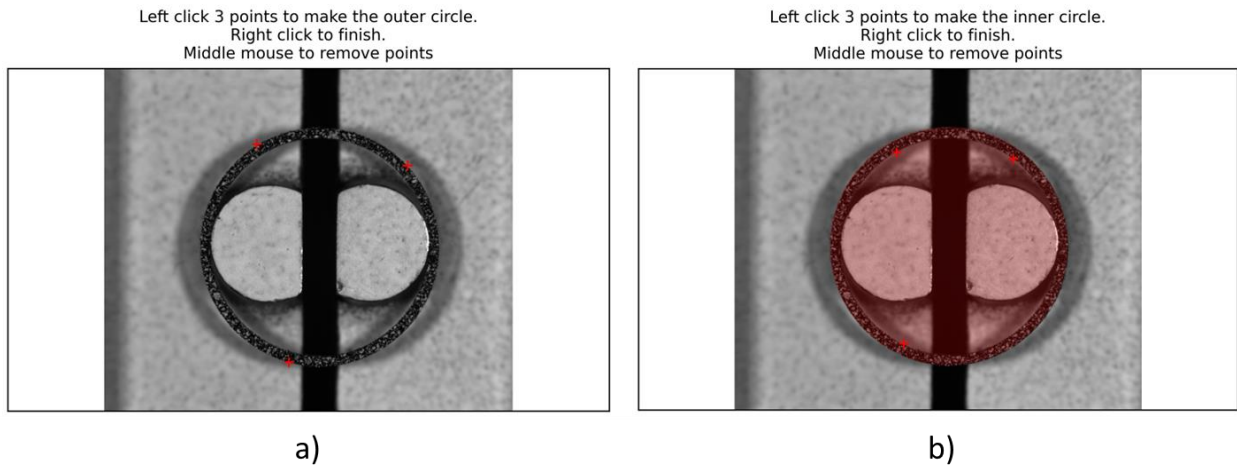 Left click 3 points to make the outer circle.
Right click to finish.
Middle mouse to remove points
Left click 3 points to make the inner circle.
Right click to finish.
Middle mouse to remove points
a)
b)